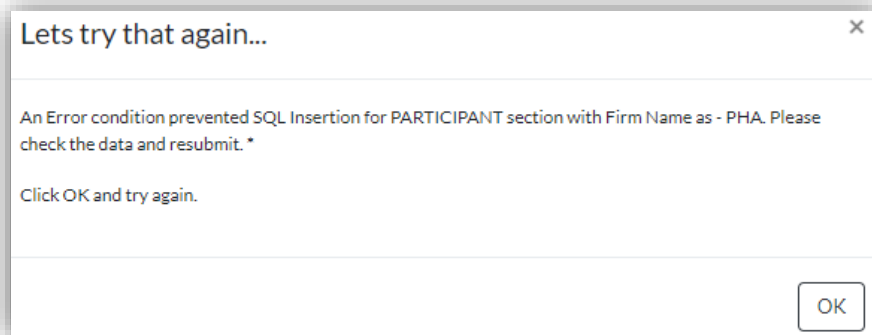 Lets try that again...
×
An Error condition prevented SQL Insertion for PARTICIPANT section with Firm Name as - PHA. Please
check the data and resubmit. *
Click OK and try again.
OK